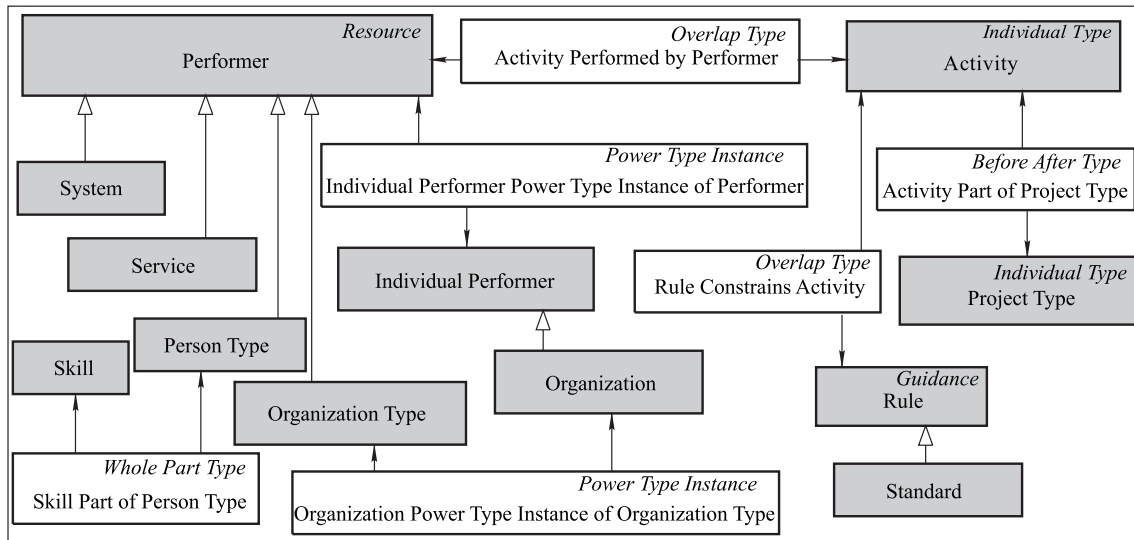 Resource
Performer
Overlap Type
Activity Performed by Performer
Individual Type
Activity
System
Power Type Instance
Individual Performer Power Type Instance of Performer
Before After Type
Activity Part of Project Type
Service
Individual Performer
Overlap Type
Rule Constrains Activity
Individual Type
Project Type
Skill
Person Type
Organization Type
Organization
Guidance
Rule
Whole Part Type
Skill Part of Person Type
Power Type Instance
Organization Power Type Instance of Organization Type
Standard